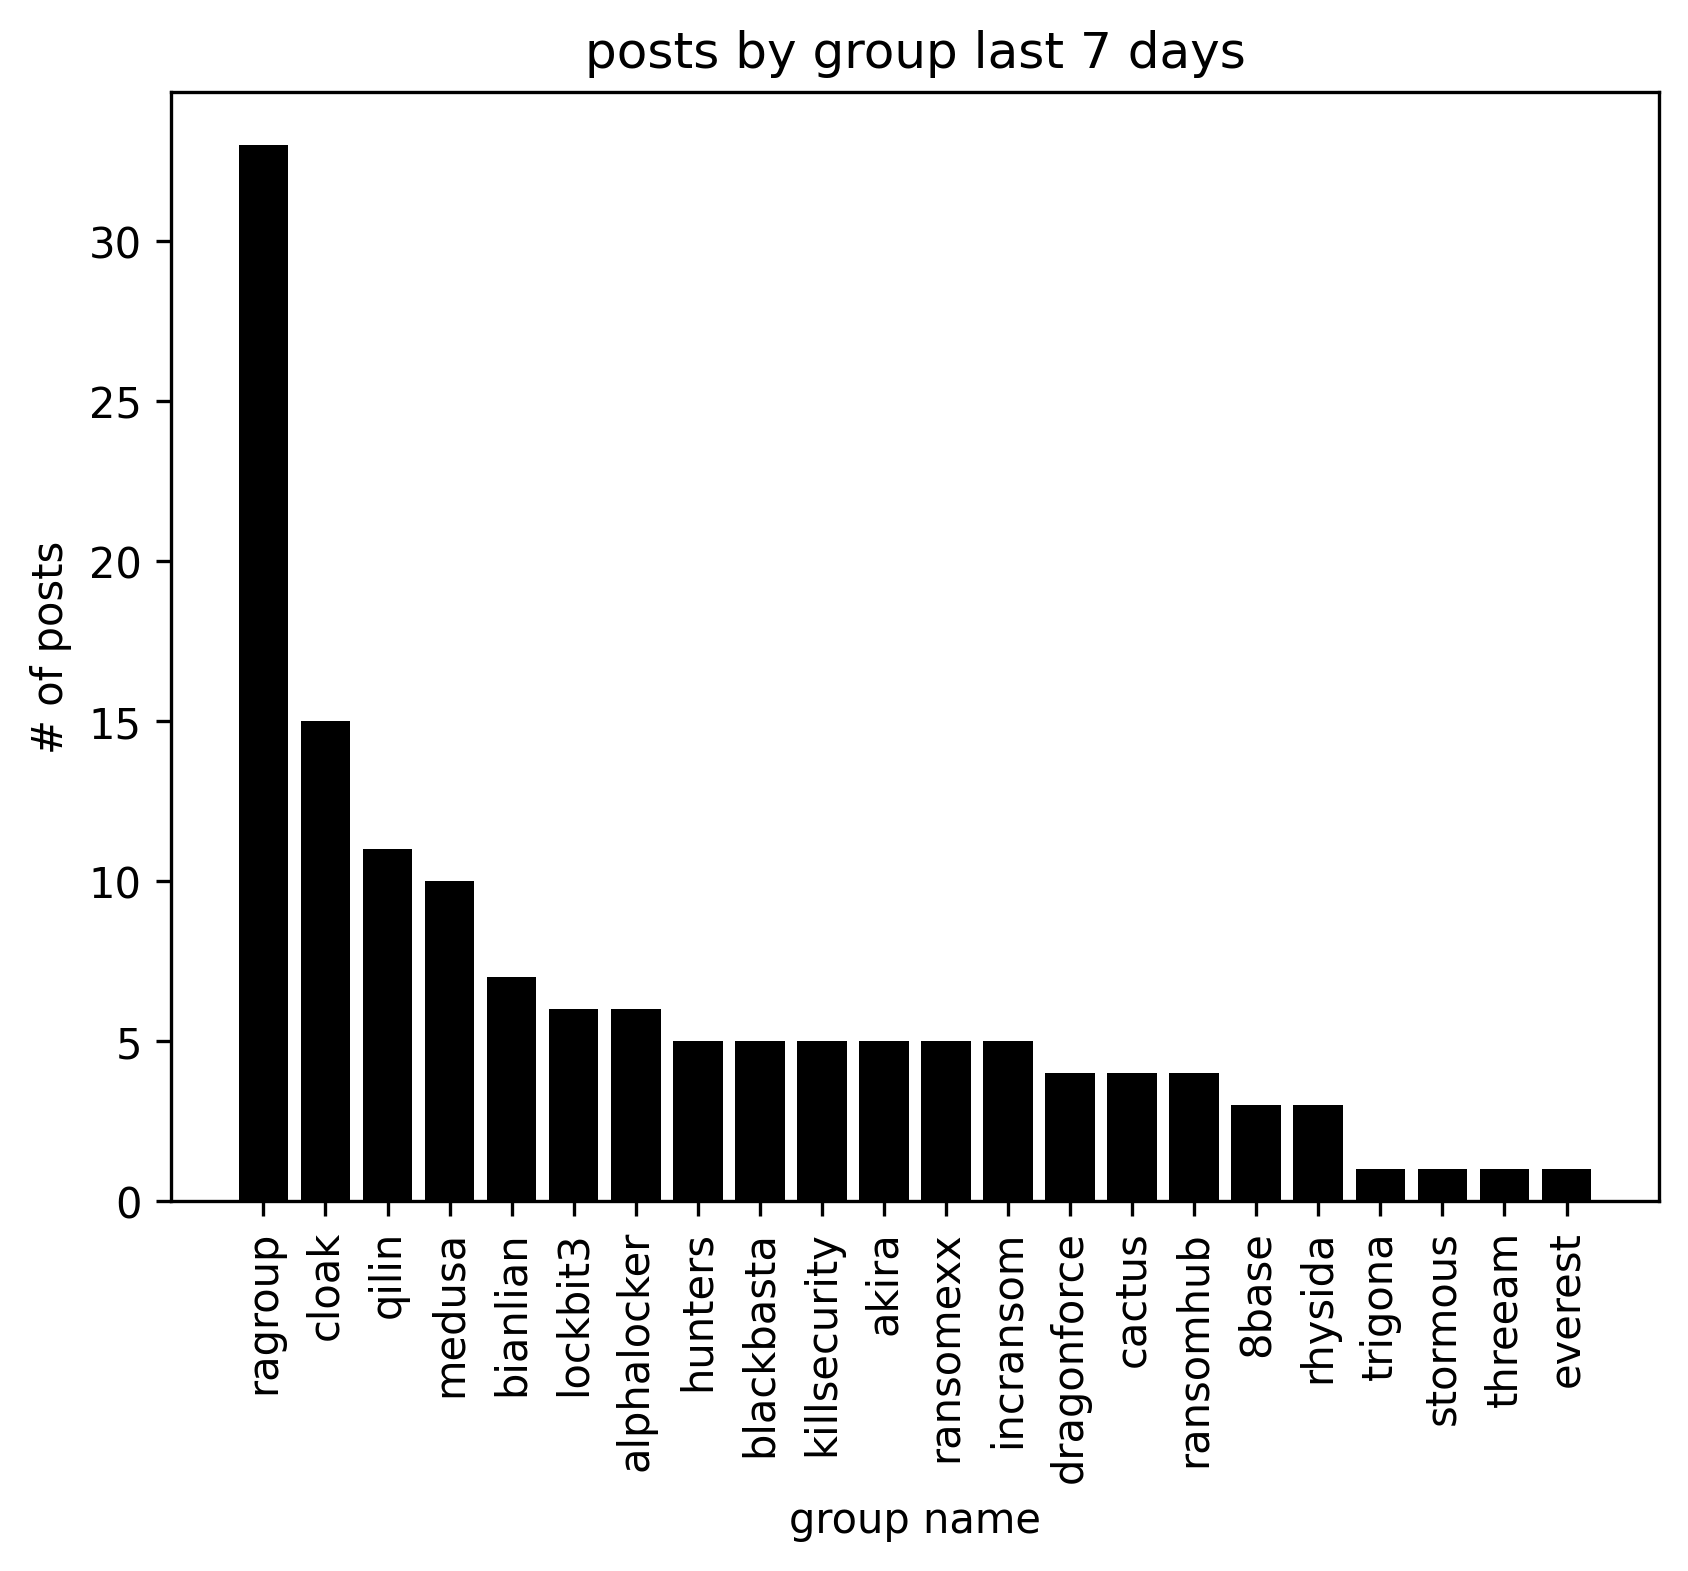 posts by group last 7 days
# of posts
30
25
20
15
10
5
0
ragroup
cloak
qilin
medusa
bianlian
lockbit3
alphalocker
hunters
blackbasta
killsecurity
akira
ransomexx
incransom
dragonforce
cactus
ransomhub
8base
rhysida
trigona
stormous
threeam
everest
group name